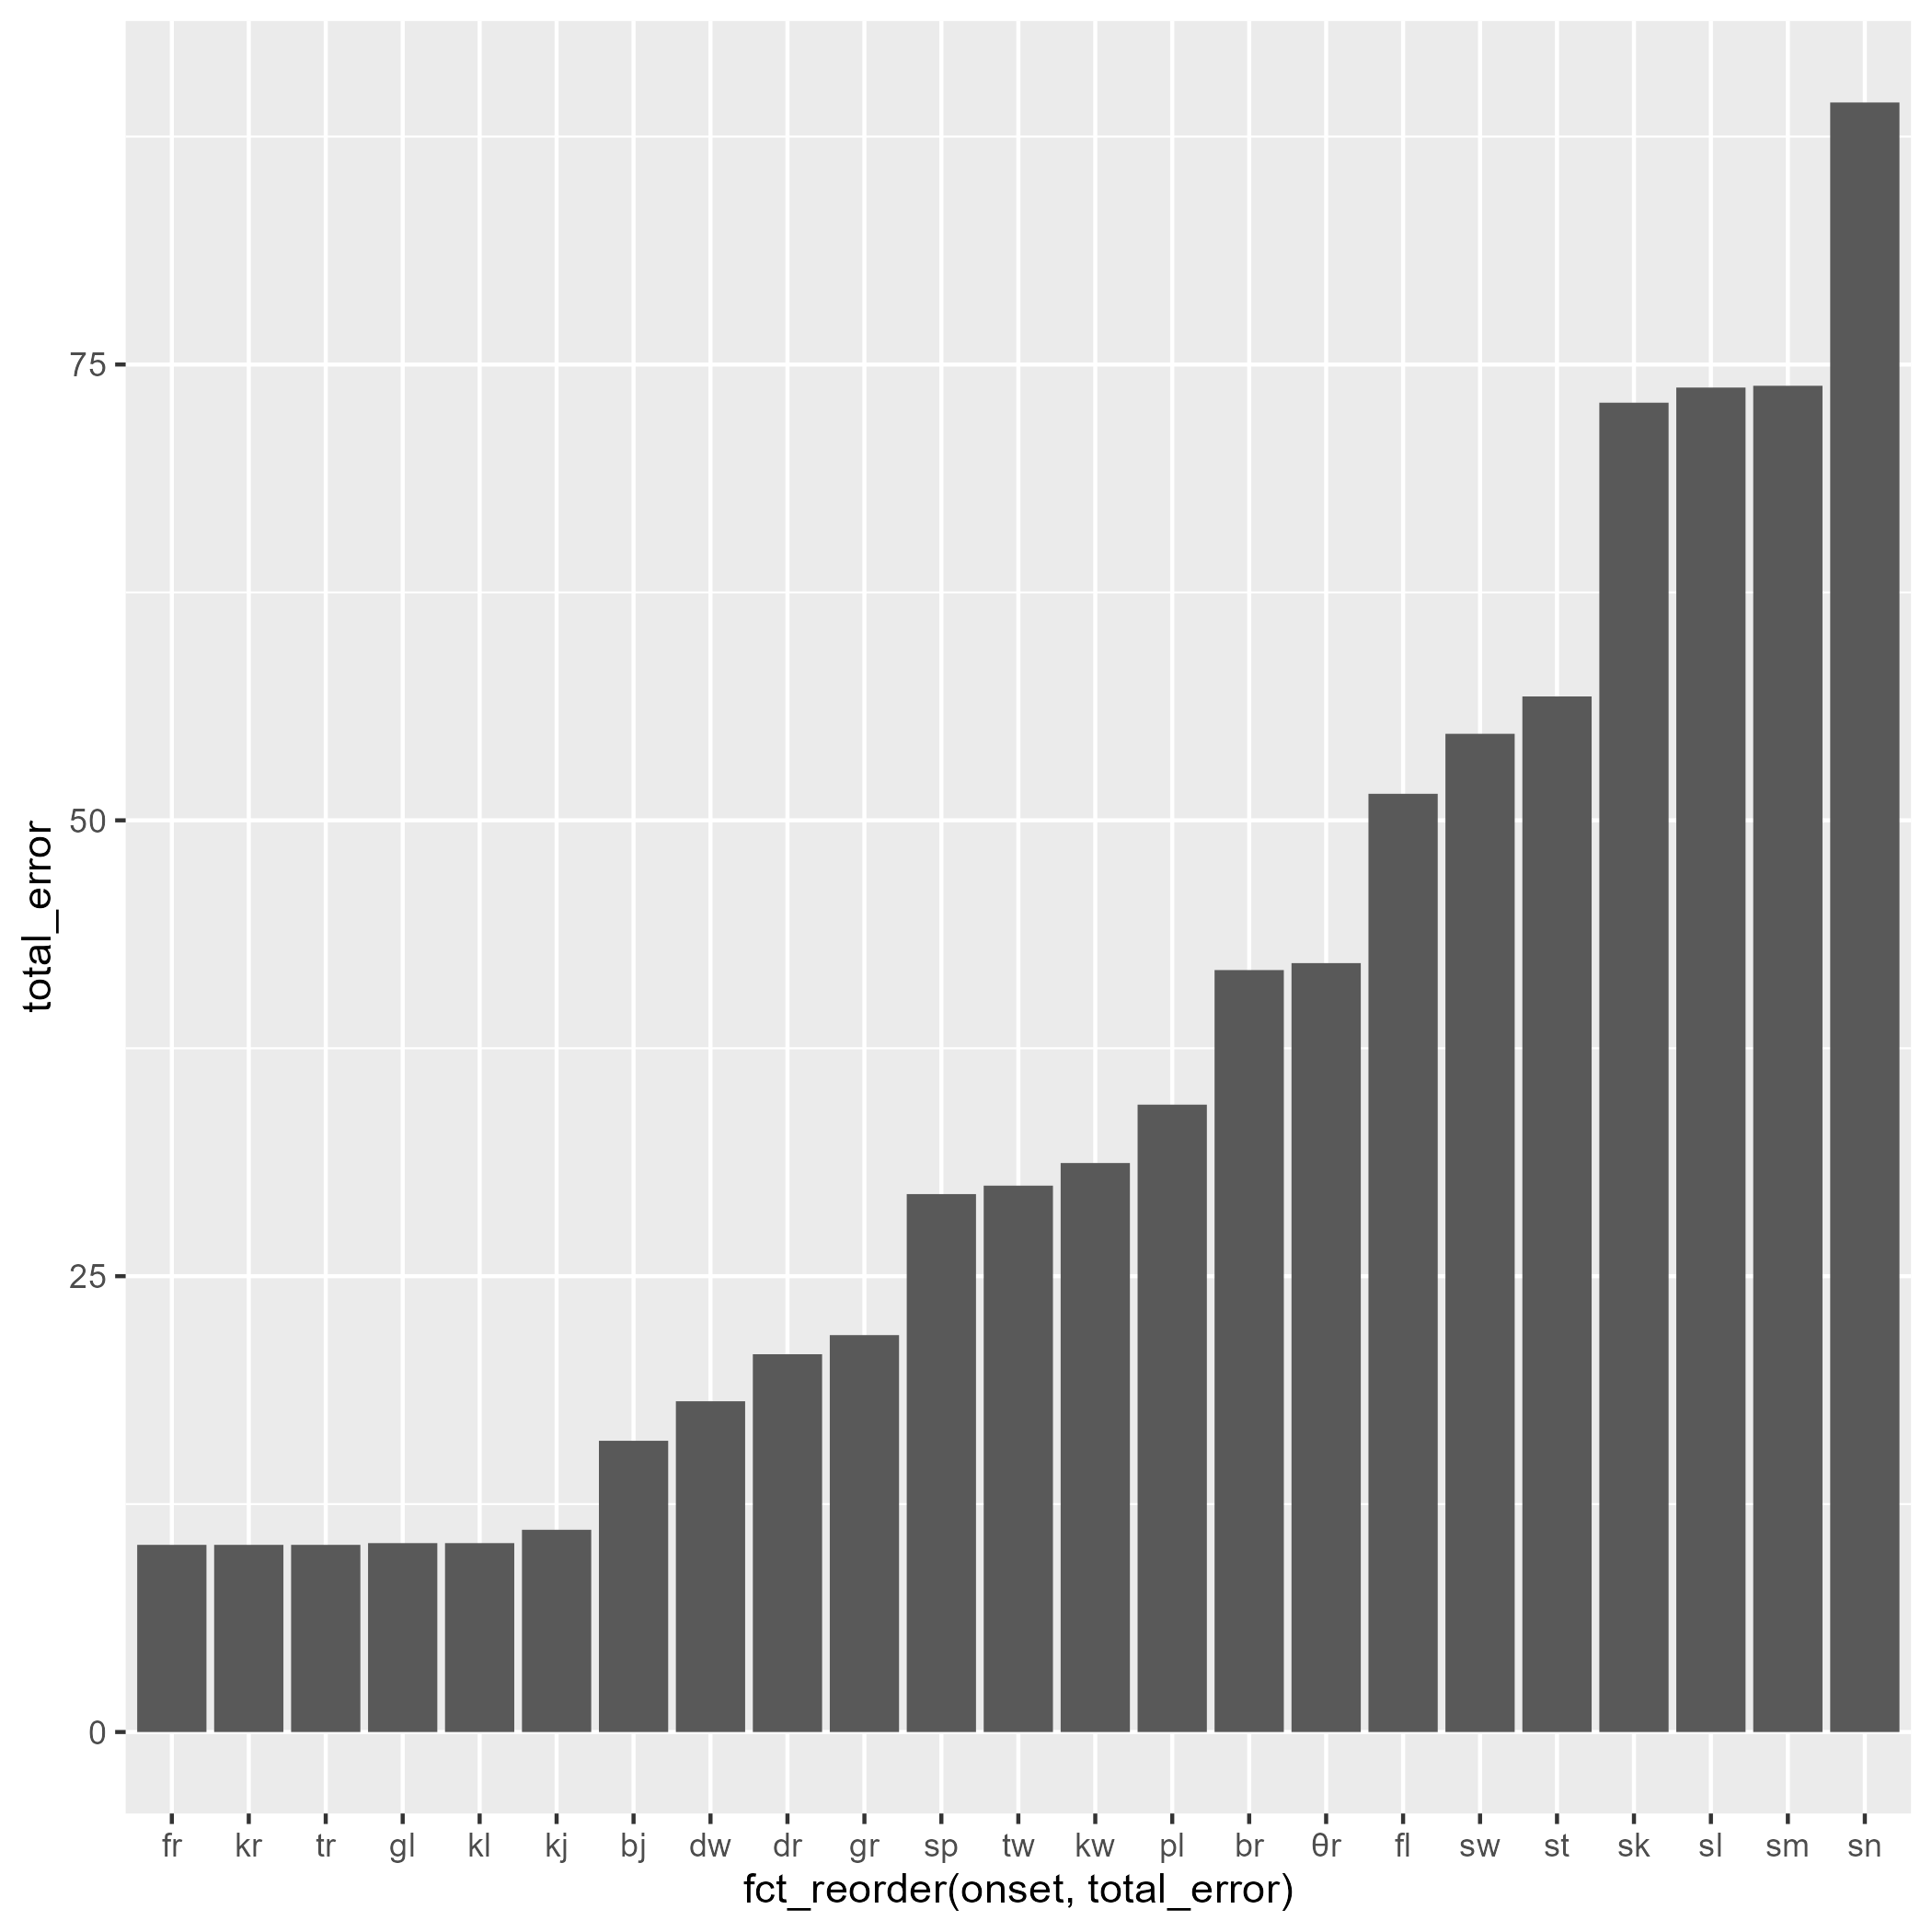 total_error
75
50
25
0
fr kr tr gl kl kj bj dw dr gr sp tw kw pl br θr fl sw st sk sl sm sn
fct_reorder(onset, total_error)